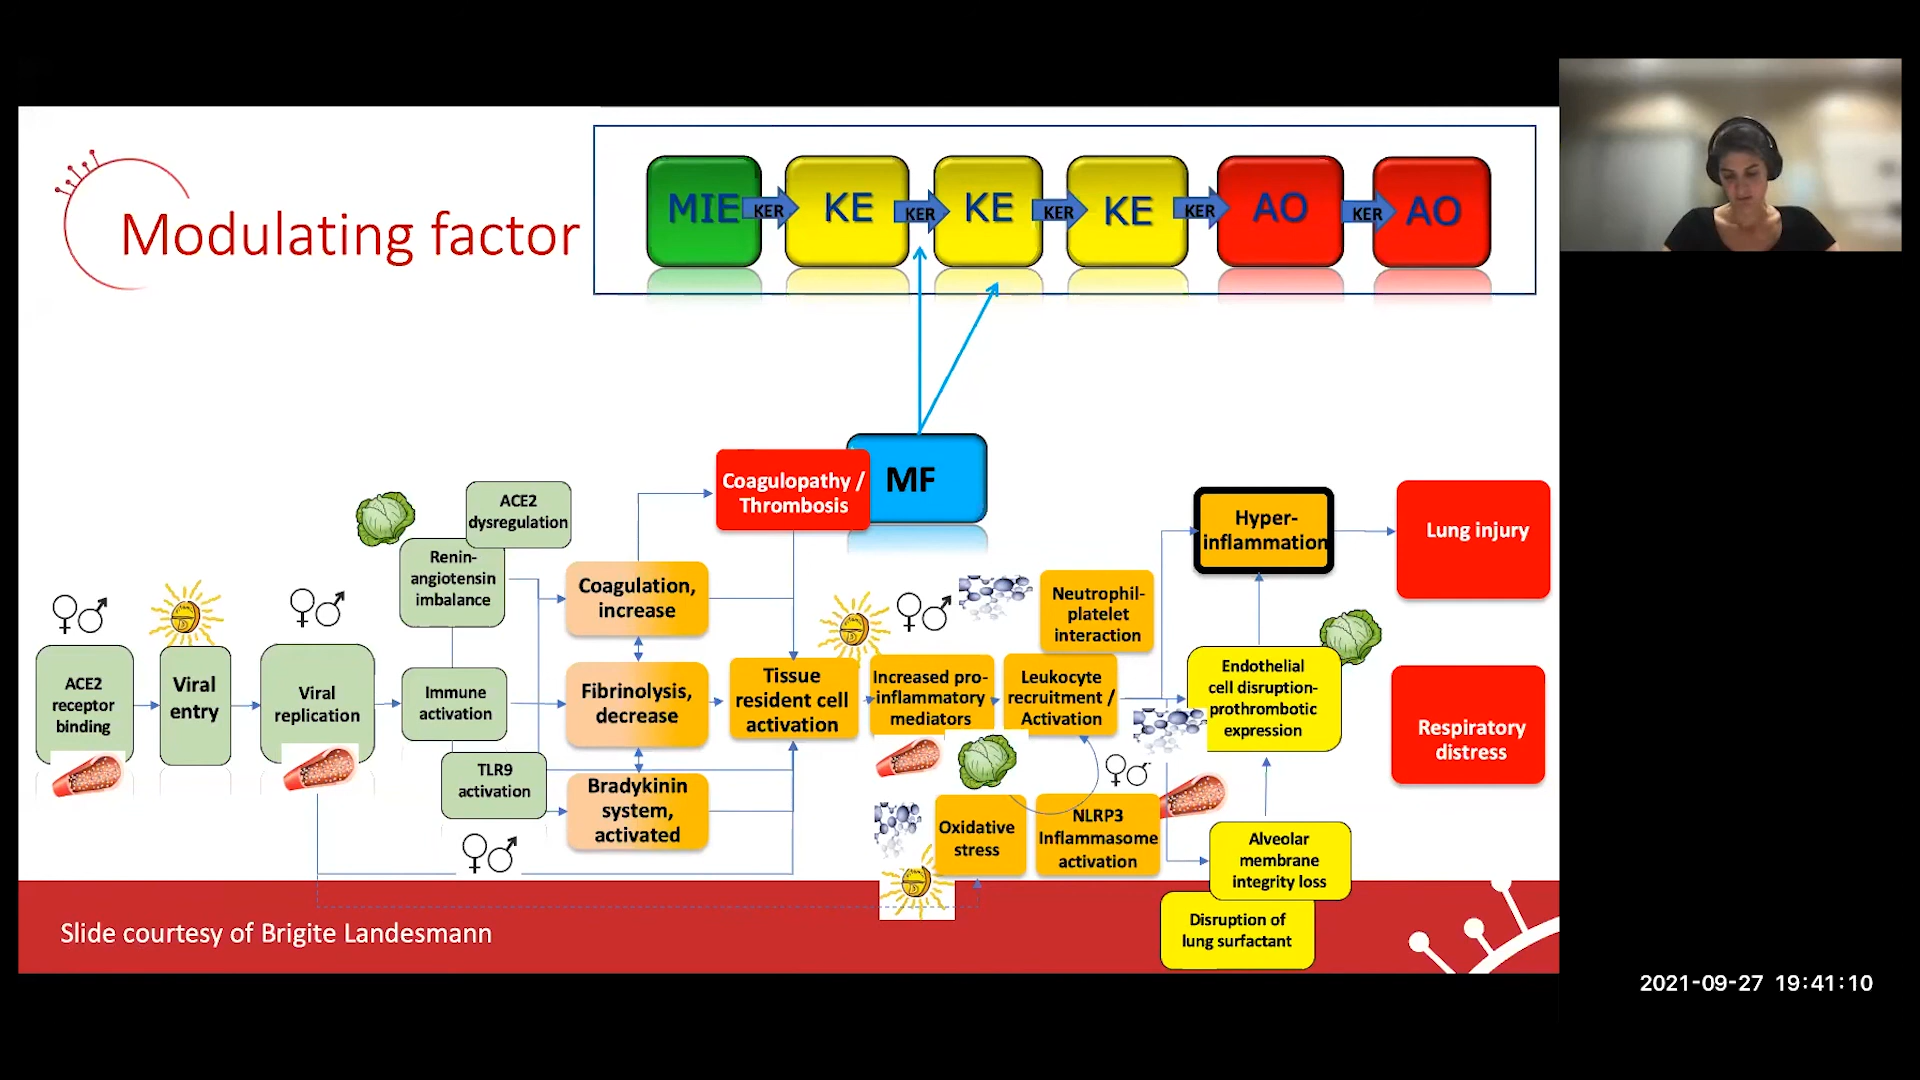 Modulating factor
MIE
KER
KE
KER
KE
KER
KE
KER
AO
KER
AO
MF
Coagulopathy /
Thrombosis
ACE2
dysregulation
Renin-
angiotensin
imbalance
ACE2
receptor
binding
Viral
entry
Viral
replication
Immune
activation
TLR9
activation
Coagulation,
increase
Fibrinolysis,
decrease
Bradykinin
system,
activated
Tissue
resident cell
activation
Increased pro-
inflammatory
mediators
Neutrophil-
platelet
interaction
Leukocyte
recruitment /
Activation
Oxidative
stress
NLRP3
Inflammasome
activation
Hyper-
inflammation
Endothelial
cell disruption-
prothrombotic
expression
Alveolar
membrane
integrity loss
Disruption of
lung surfactant
Lung injury
Respiratory
distress
Slide courtesy of Brigite Landesmann
2021-09-27 19:41:10